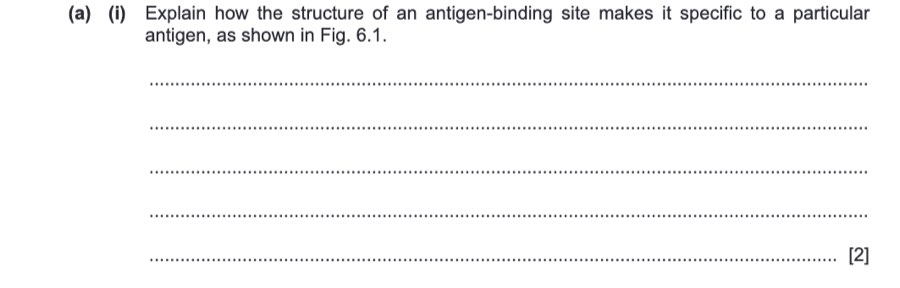 (a) (i) Explain how the structure of an antigen-binding site makes it specific to a particular
antigen, as shown in Fig. 6.1.
[2]